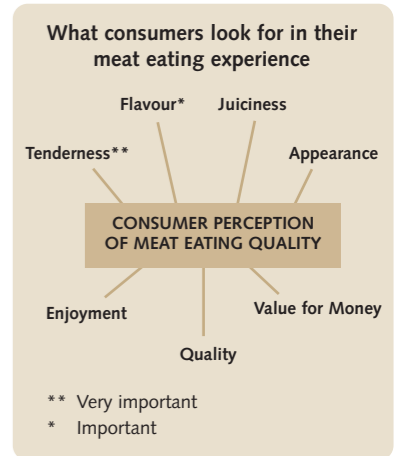 What consumers look for in their
meat eating experience
Flavour* Juiciness
Tenderness** Appearance
CONSUMER PERCEPTION
OF MEAT EATING QUALITY
Enjoyment Value for Money
Quality
** Very important
* Important